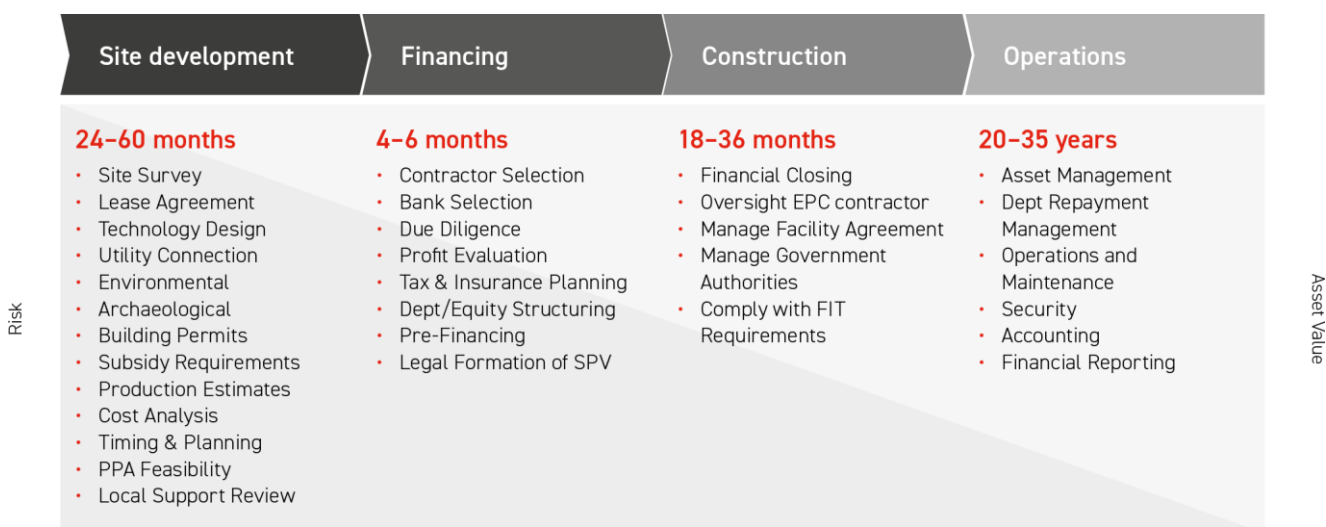 Site development
Financing
Construction
Operations
Risk
24–60 months
• Site Survey
• Lease Agreement
• Technology Design
• Utility Connection
• Environmental
• Archaeological
• Building Permits
• Subsidy Requirements
• Production Estimates
• Cost Analysis
• Timing & Planning
• PPA Feasibility
• Local Support Review
4–6 months
• Contractor Selection
• Bank Selection
• Due Diligence
• Profit Evaluation
• Tax & Insurance Planning
• Dept/Equity Structuring
• Pre-Financing
• Legal Formation of SPV
18–36 months
• Financial Closing
• Oversight EPC contractor
• Manage Facility Agreement
• Manage Government
Authorities
• Comply with FIT
Requirements
20–35 years
• Asset Management
• Dept Repayment
Management
• Operations and
Maintenance
• Security
• Accounting
• Financial Reporting
Asset Value